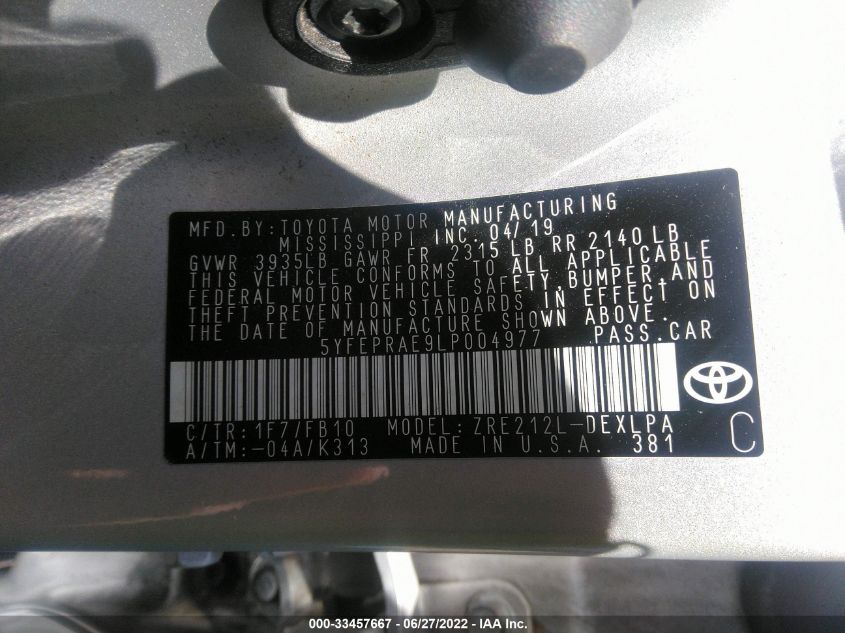 MFD.BY:TOYOTA MOTOR MANUFACTURING
MISSISSIPPI INC. 04/19
GVWR 3935LB GAWR FR 2315 LB RR 2140 LB
THIS VEHICLE CONFORMS TO ALL APPLICABLE
FEDERAL MOTOR VEHICLE SAFETY,BUMPER,AND
THEFT PREVENTION STANDARDS IN EFFECT ON
THE DATE OF MANUFACTURE SHOWN ABOVE.
5YFEPRAE9LP004977 PASS.CAR
C/TR:1F7/FB10 MODEL:ZRE212L-DEXLPA
A/TM:-04A/K313 MADE IN U.S.A. 381 C
000-33457667 - 06/27/2022 - IAA Inc.